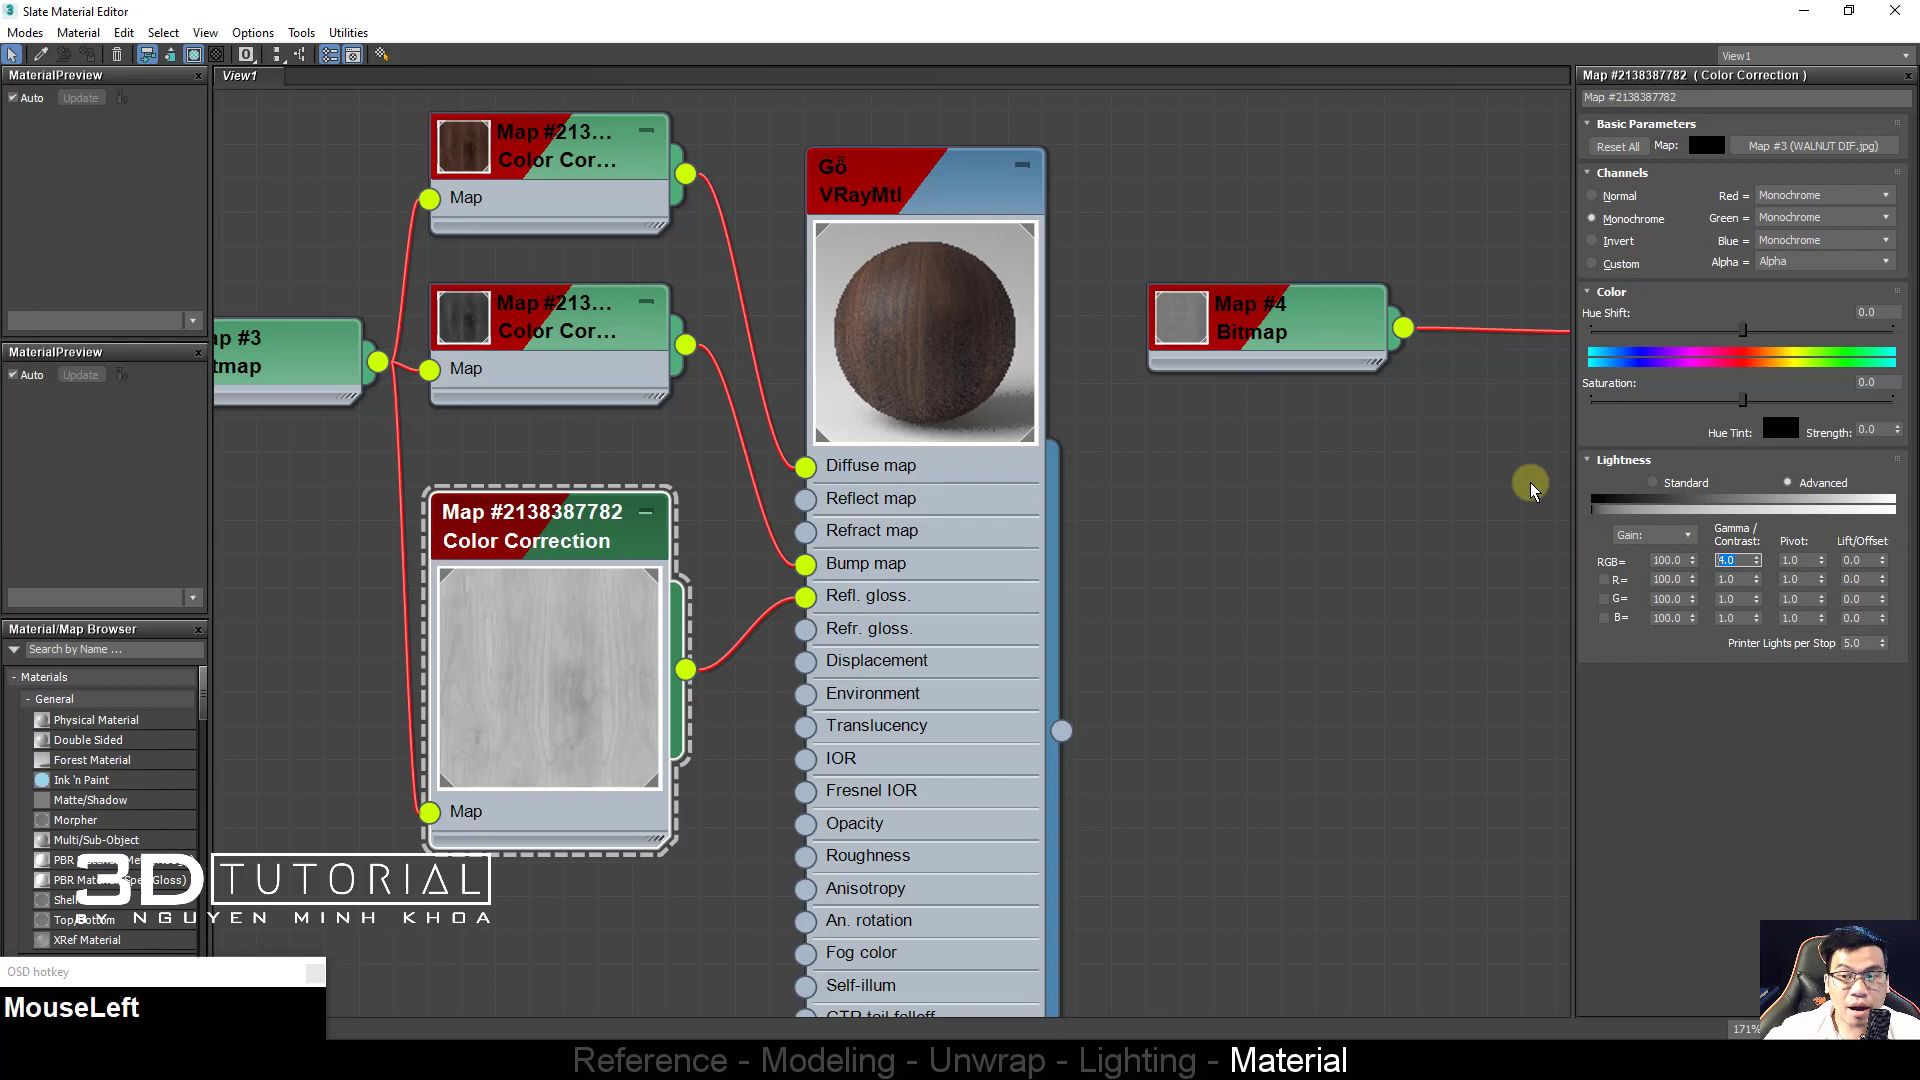 Slate Material Editor
Modes Material Edit Select View Options Tools Utilities
View1
MaterialPreview
Auto Update
MaterialPreview
Auto Update
Material/Map Browser
Search by Name ...
- Materials
- General
Physical Material
Double Sided
Forest Material
Ink 'n Paint
Matte/Shadow
Morpher
Multi/Sub-Object
Top/Bottom
XRef Material
3D TUTORIAL
BY NGUYEN MINH KHOA
OSD hotkey
MouseLeft
View1
Map #213...
Color Cor...
Map
Map #213...
Color Cor...
Map
ap #3
tmap
Map #2138387782
Color Correction
Map
Gỗ
VRayMtl
Diffuse map
Reflect map
Refract map
Bump map
Refl. gloss.
Refr. gloss.
Displacement
Environment
Translucency
IOR
Fresnel IOR
Opacity
Roughness
Anisotropy
An. rotation
Fog color
Self-illum
GTR tail falloff
Map #4
Bitmap
Map #2138387782 ( Color Correction )
Map #2138387782
Basic Parameters
Reset All Map: Map #3 (WALNUT DIF.jpg)
Channels
Normal Red = Monochrome
Monochrome Green = Monochrome
Invert Blue = Monochrome
Custom Alpha = Alpha
Color
Hue Shift: 0.0
Saturation: 0.0
Hue Tint: Strength: 0.0
Lightness
Standard Advanced
Gain: Gamma / Contrast: Pivot: Lift/Offset
RGB= 100.0 4.0 1.0 0.0
R= 100.0 1.0 1.0 0.0
G= 100.0 1.0 1.0 0.0
B= 100.0 1.0 1.0 0.0
Printer Lights per Stop 5.0
171%
Reference - Modeling - Unwrap - Lighting - Material